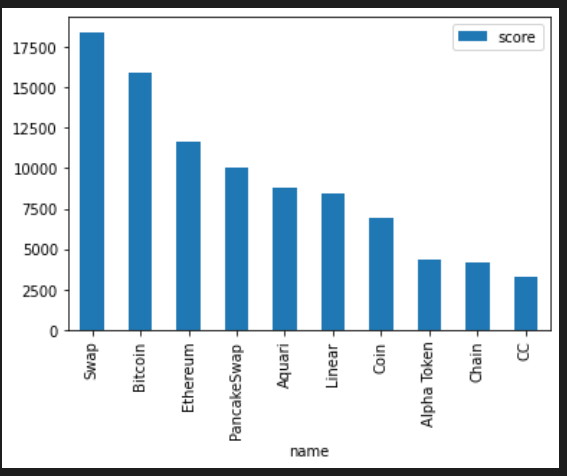 score
17500
15000
12500
10000
7500
5000
2500
0
Swap
Bitcoin
Ethereum
PancakeSwap
Aquari
Linear
Coin
Alpha Token
Chain
CC
name